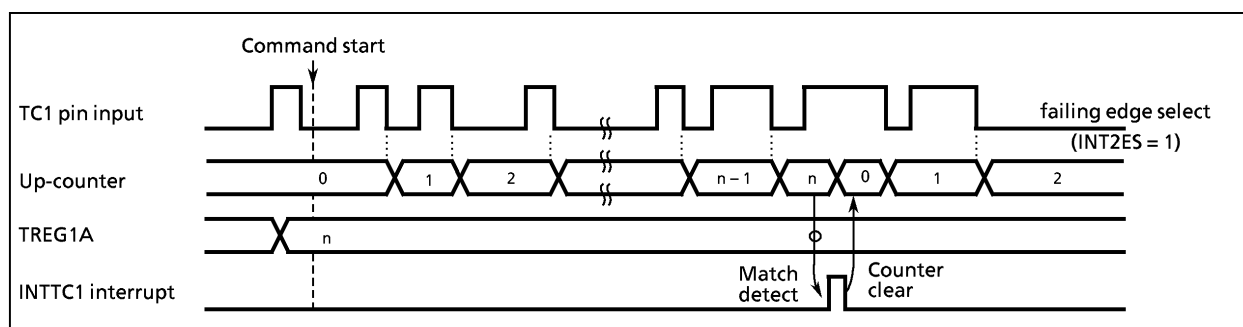 Command start
TC1 pin input
failing edge select
(INT2ES = 1)
Up-counter
0 1 2 n – 1 n 0 1 2
TREG1A
n
Match
detect
Counter
clear
INTTC1 interrupt